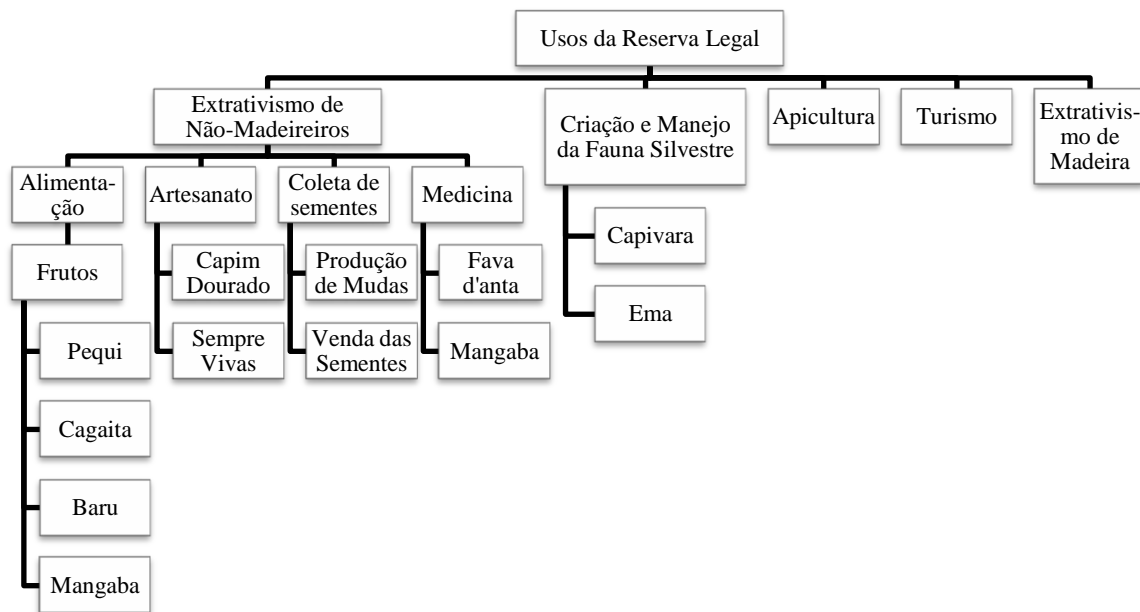 Usos da Reserva Legal
Extrativismo de
Não-Madeireiros
Criação e Manejo
da Fauna Silvestre
Apicultura
Turismo
Extrativis-
mo de
Madeira
Alimenta-
ção
Artesanato
Coleta de
sementes
Medicina
Frutos
Capim
Dourado
Produção
de Mudas
Fava
d'anta
Capivara
Ema
Pequi
Sempre
Vivas
Venda das
Sementes
Mangaba
Cagaita
Baru
Mangaba